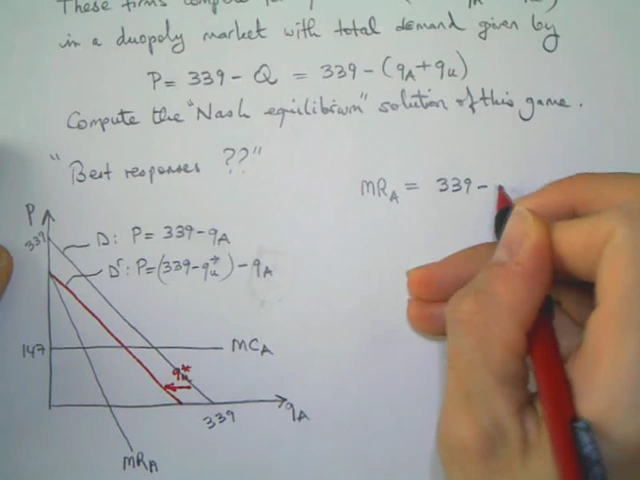 These firms compete
in a duopoly market with total demand given by
P = 339 - Q = 339 - (qA + qu)
Compute the "Nash equilibrium" solution of this game.
"Best responses ??"
MRA = 339 -
P
339
D: P = 339 - qA
Dr: P = (339 - qu*) - qA
147
MCA
qu*
339
qA
MRA